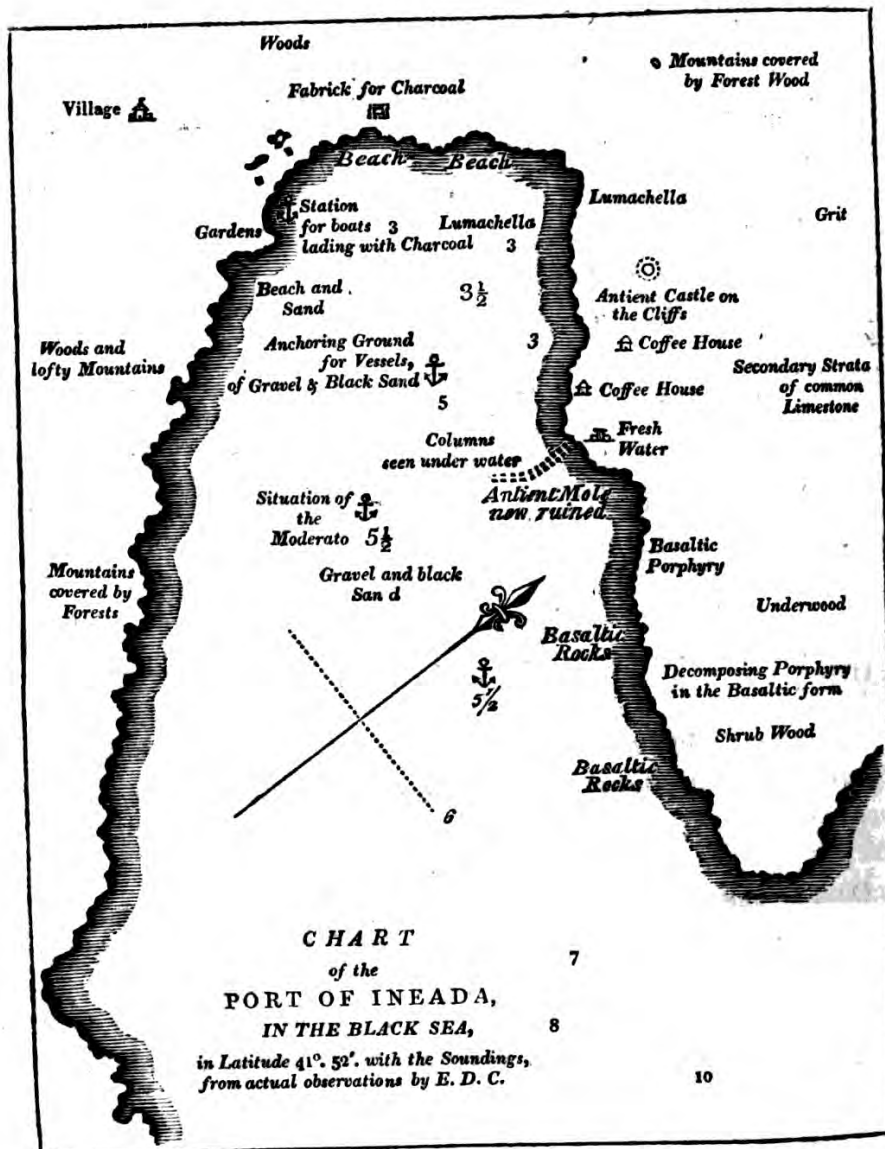 Woods
Mountains covered
by Forest Wood
Fabrick for Charcoal
Village
Beach Beach
Lumachella
Grit
Station
for boats 3
lading with Charcoal
Gardens
Lumachella
3
Beach and
Sand
3 1/2
Antient Castle on
the Cliffs
Anchoring Ground
for Vessels,
of Gravel & Black Sand
5
3
Coffee House
Woods and
lofty Mountains
Coffee House
Secondary Strata
of common
Limestone
Columns
seen under water
Fresh
Water
Antient Mole
now ruined
Situation of
the
Moderato 5 1/2
Basaltic
Porphyry
Gravel and black
San d
Mountains
covered by
Forests
Underwood
Basaltic
Rocks
5 1/2
Decomposing Porphyry
in the Basaltic form
Shrub Wood
Basaltic
Rocks
6
CHART
of the
PORT OF INEADA,
IN THE BLACK SEA,
in Latitude 41°. 52'. with the Soundings,
from actual observations by E. D. C.
7
8
10